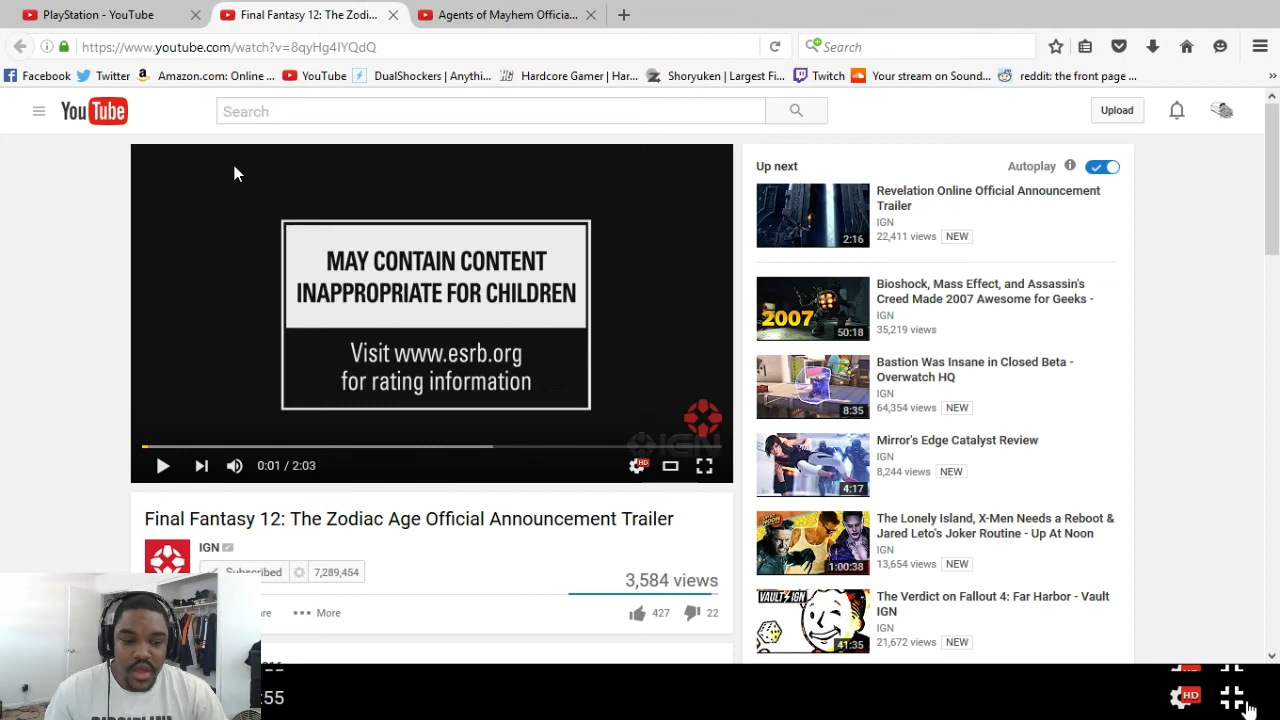 PlayStation - YouTube
Final Fantasy 12: The Zodi...
Agents of Mayhem Officia...
https://www.youtube.com/watch?v=8qyHg4IYQdQ
Search
Facebook Twitter Amazon.com: Online ... YouTube DualShockers | Anythi... Hardcore Gamer | Har... Shoryuken | Largest Fi... Twitch Your stream on Sound... reddit: the front page ...
YouTube
Search
Upload
MAY CONTAIN CONTENT
INAPPROPRIATE FOR CHILDREN
Visit www.esrb.org
for rating information
IGN
0:01 / 2:03
HD
Final Fantasy 12: The Zodiac Age Official Announcement Trailer
IGN
Subscribed 7,289,454
3,584 views
More
427 22
Up next
Autoplay
Revelation Online Official Announcement
Trailer
IGN
22,411 views NEW
2:16
Bioshock, Mass Effect, and Assassin's
Creed Made 2007 Awesome for Geeks -
IGN
35,219 views
2007
50:18
Bastion Was Insane in Closed Beta -
Overwatch HQ
IGN
64,354 views NEW
8:35
Mirror's Edge Catalyst Review
IGN
8,244 views NEW
4:17
The Lonely Island, X-Men Needs a Reboot &
Jared Leto's Joker Routine - Up At Noon
IGN
13,654 views NEW
1:00:38
The Verdict on Fallout 4: Far Harbor - Vault
IGN
IGN
21,672 views NEW
VAULT IGN
41:35
:55
HD